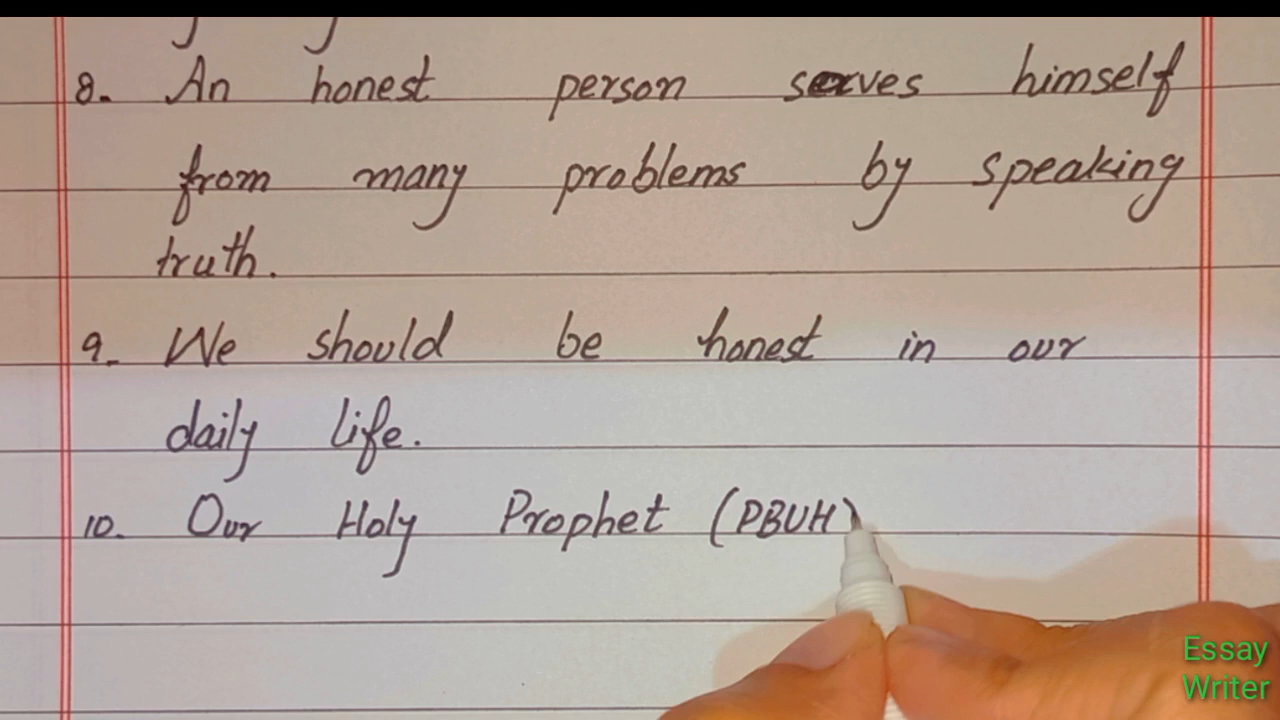 8. An honest person serves himself
from many problems by speaking
truth.
9. We should be honest in our
daily life.
10. Our Holy Prophet (PBUH)
Essay
Writer